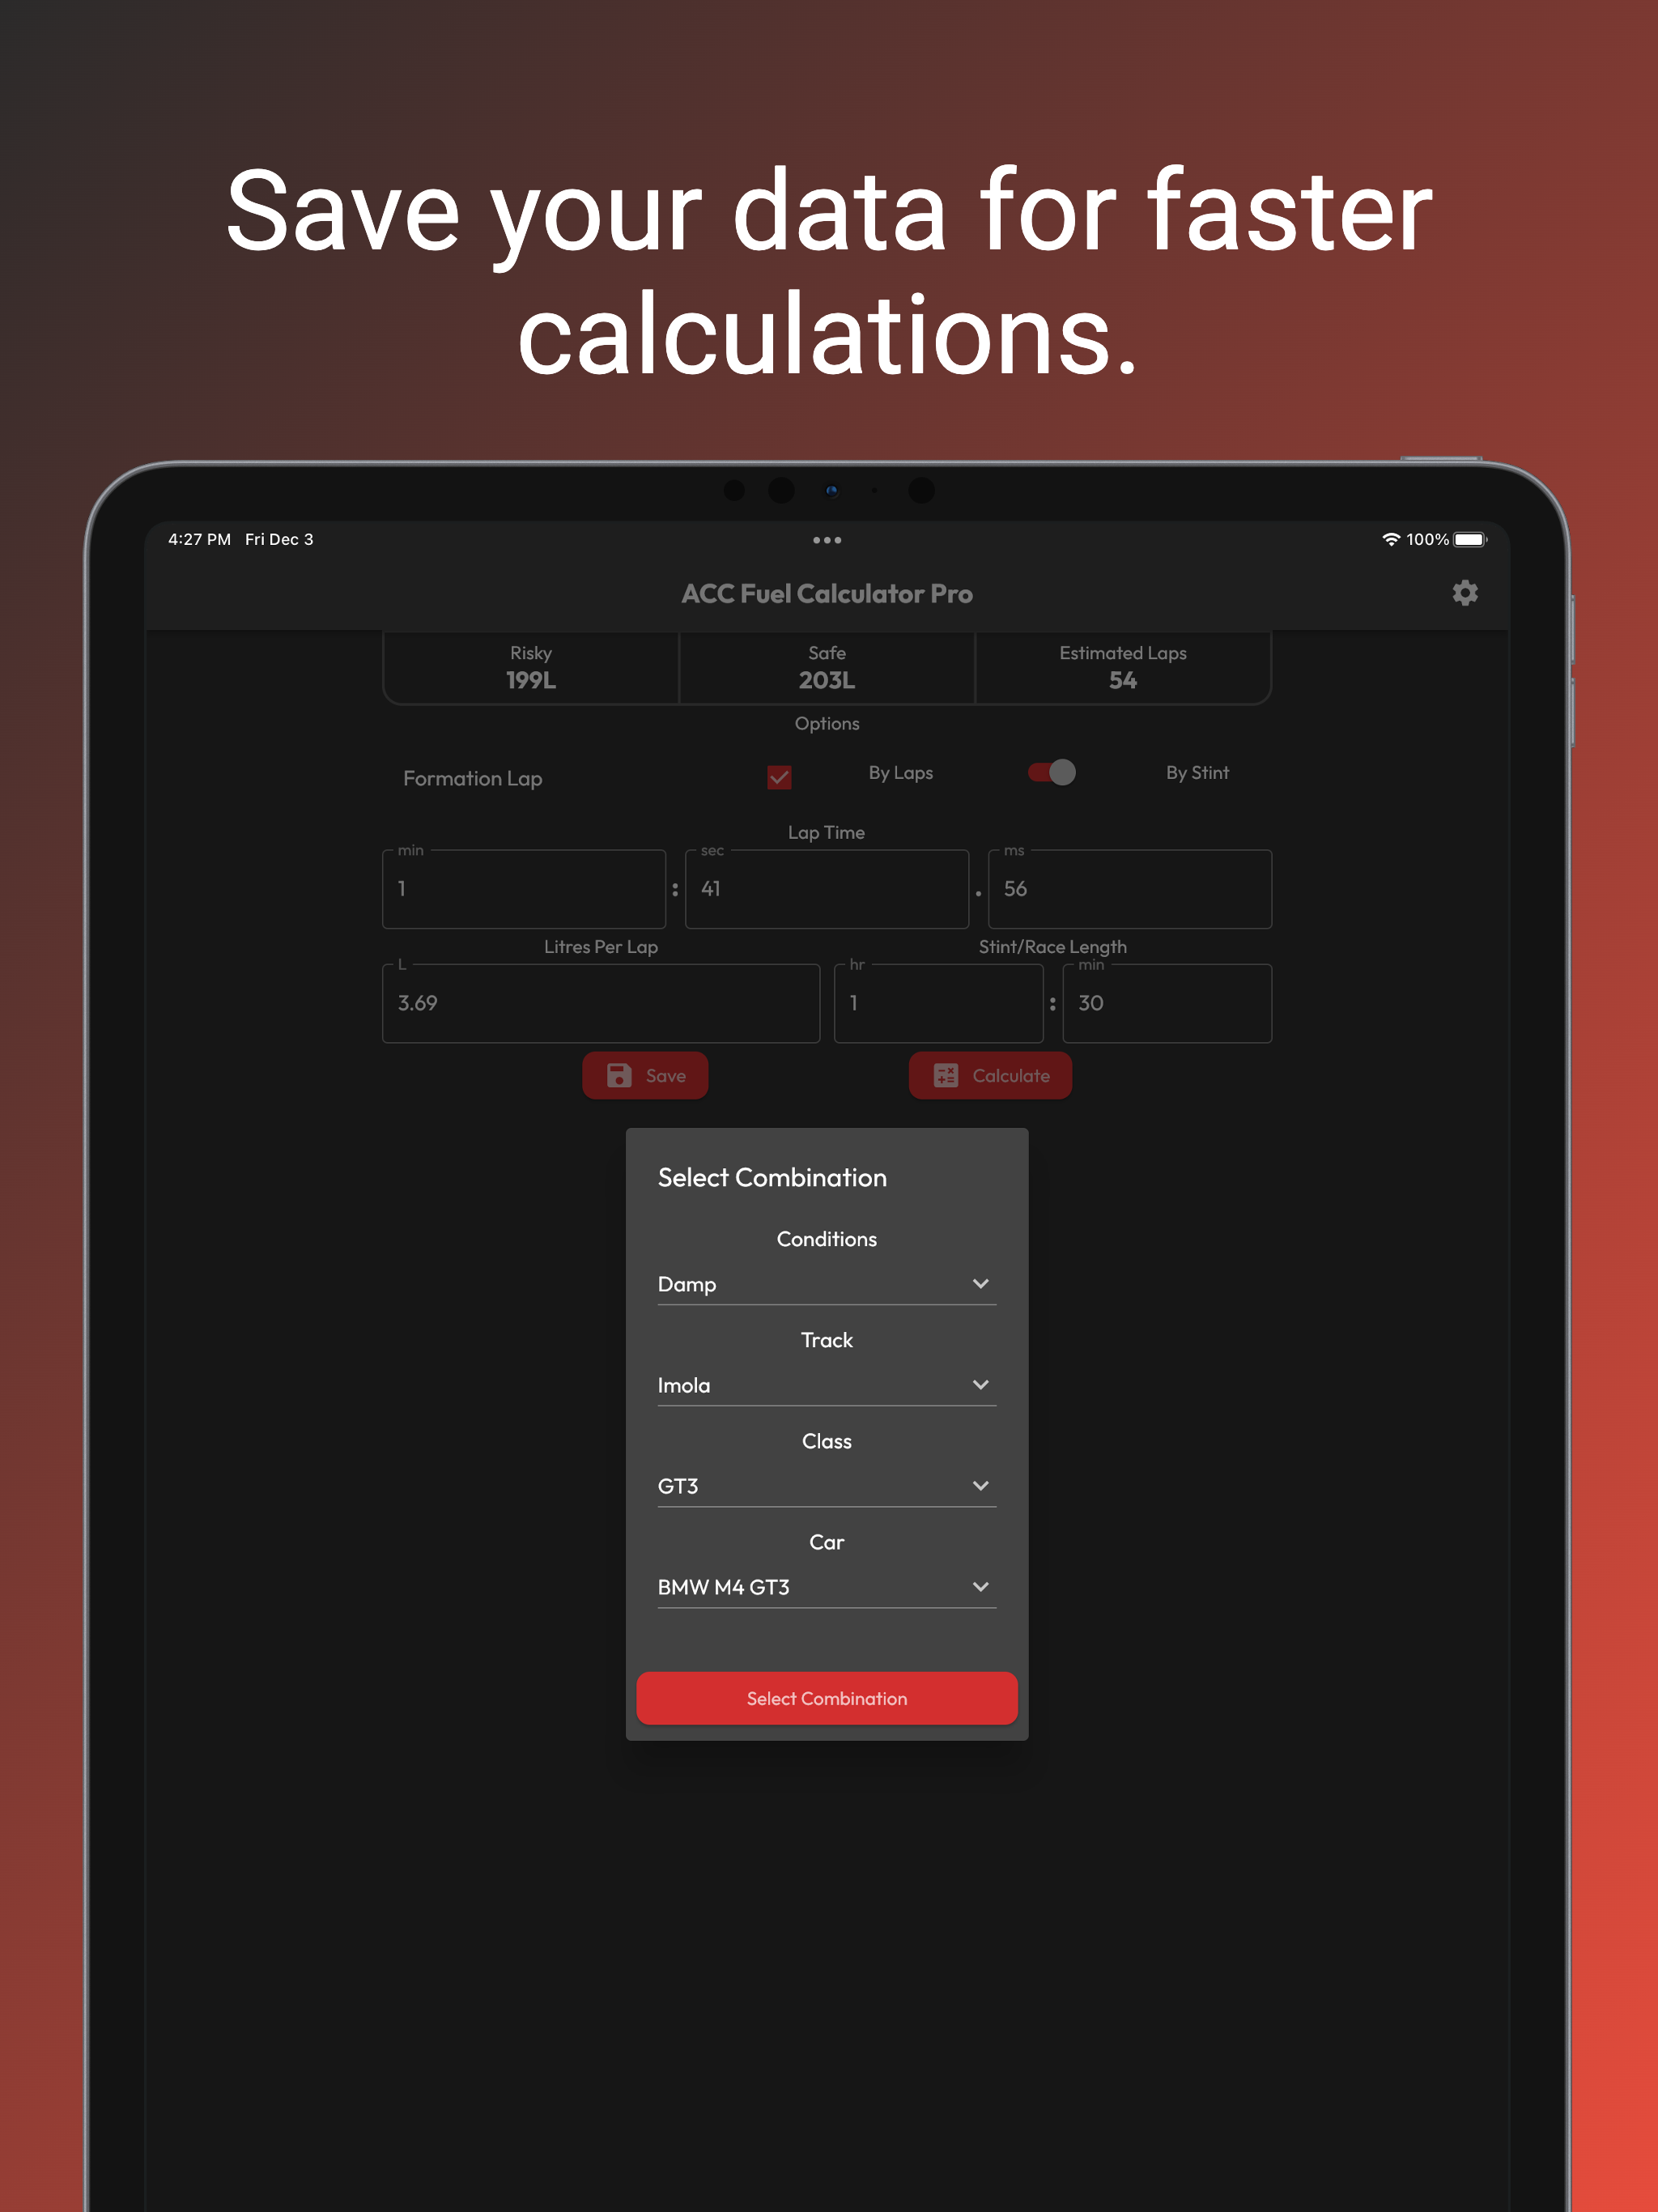 Save your data for faster
calculations.
4:27 PM Fri Dec 3
100%
ACC Fuel Calculator Pro
Risky Safe Estimated Laps
199L 203L 54
Options
Formation Lap By Laps By Stint
Lap Time
min sec ms
1 : 41 . 56
Litres Per Lap Stint/Race Length
L hr min
3.69 1 : 30
Save Calculate
Select Combination
Conditions
Damp
Track
Imola
Class
GT3
Car
BMW M4 GT3
Select Combination